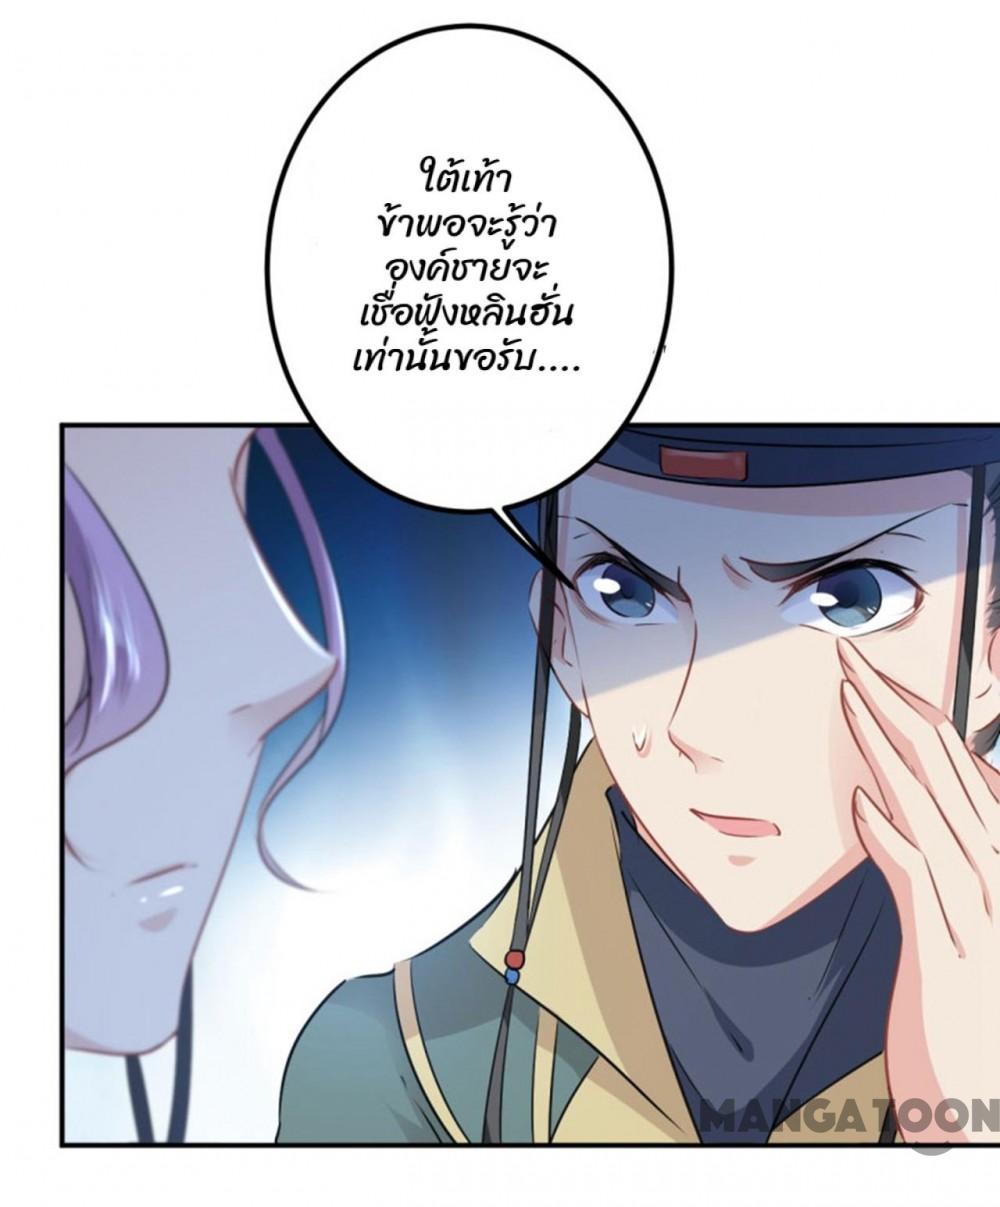 ใต้เท้า
ข้าพอจะรู้ว่า
องค์ชายจะ
เชื่อฟังหลินฮั่น
เท่านั้นขอรับ....
MANGATOON